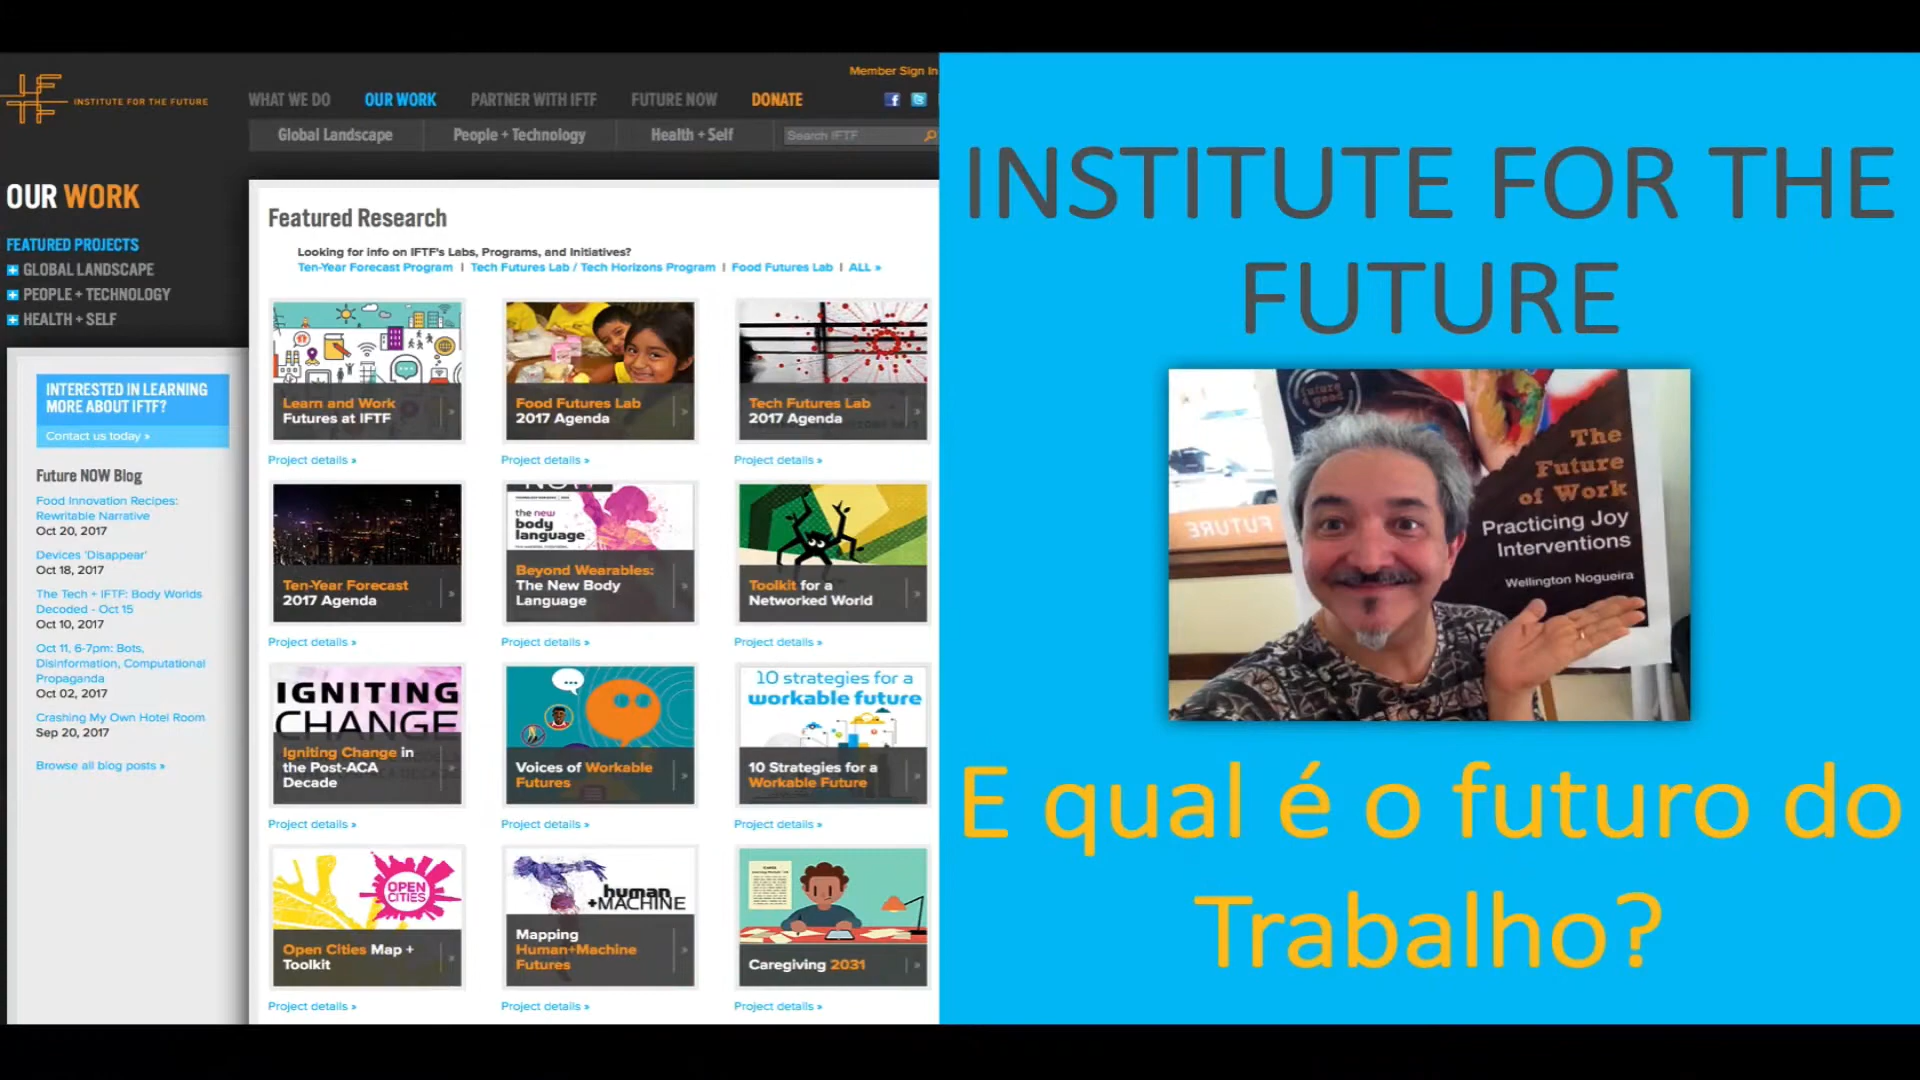 INSTITUTE FOR THE FUTURE
Member Sign In
WHAT WE DO
OUR WORK
PARTNER WITH IFTF
FUTURE NOW
DONATE
Global Landscape
People + Technology
Health + Self
Search IFTF
OUR WORK
FEATURED PROJECTS
GLOBAL LANDSCAPE
PEOPLE + TECHNOLOGY
HEALTH + SELF
INTERESTED IN LEARNING
MORE ABOUT IFTF?
Contact us today »
Future NOW Blog
Food Innovation Recipes:
Rewritable Narrative
Oct 20, 2017
Devices 'Disappear'
Oct 18, 2017
The Tech + IFTF: Body Worlds
Decoded - Oct 15
Oct 10, 2017
Oct 11, 6-7pm: Bots,
Disinformation, Computational
Propaganda
Oct 02, 2017
Crashing My Own Hotel Room
Sep 20, 2017
Browse all blog posts »
Featured Research
Looking for info on IFTF's Labs, Programs, and Initiatives?
Ten-Year Forecast Program | Tech Futures Lab / Tech Horizons Program | Food Futures Lab | ALL »
Learn and Work
Futures at IFTF
Project details »
Food Futures Lab
2017 Agenda
Project details »
Tech Futures Lab
2017 Agenda
Project details »
Ten-Year Forecast
2017 Agenda
Project details »
the new
body
language
Beyond Wearables:
The New Body
Language
Project details »
Toolkit for a
Networked World
Project details »
IGNITING
CHANGE
Igniting Change in
the Post-ACA
Decade
Project details »
Voices of Workable
Futures
Project details »
10 strategies for a
workable future
10 Strategies for a
Workable Future
Project details »
OPEN
CITIES
Open Cities Map +
Toolkit
Project details »
human
+MACHINE
Mapping
Human+Machine
Futures
Project details »
Caregiving 2031
Project details »
INSTITUTE FOR THE
FUTURE
future
4 good
FUTURE
The
Future
of Work
Practicing Joy
Interventions
Wellington Nogueira
E qual é o futuro do
Trabalho?